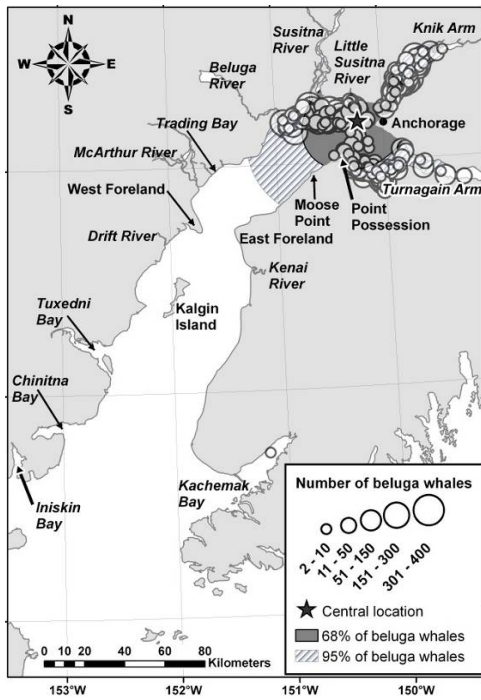 N
W
E
S
Susitna
River
Little
Susitna
River
Knik Arm
Beluga
River
Trading Bay
Anchorage
McArthur River
West Foreland
Moose
Point
Point
Possession
Turnagain Arm
East Foreland
Drift River
Kenai
River
Tuxedni
Bay
Kalgin
Island
Chinitna
Bay
Kachemak
Bay
Iniskin
Bay
Number of beluga whales
2 - 10
11 - 50
51 - 150
151 - 300
301 - 400
Central location
68% of beluga whales
95% of beluga whales
0 10 20 40 60 80
Kilometers
153°W
152°W
151°W
150°W